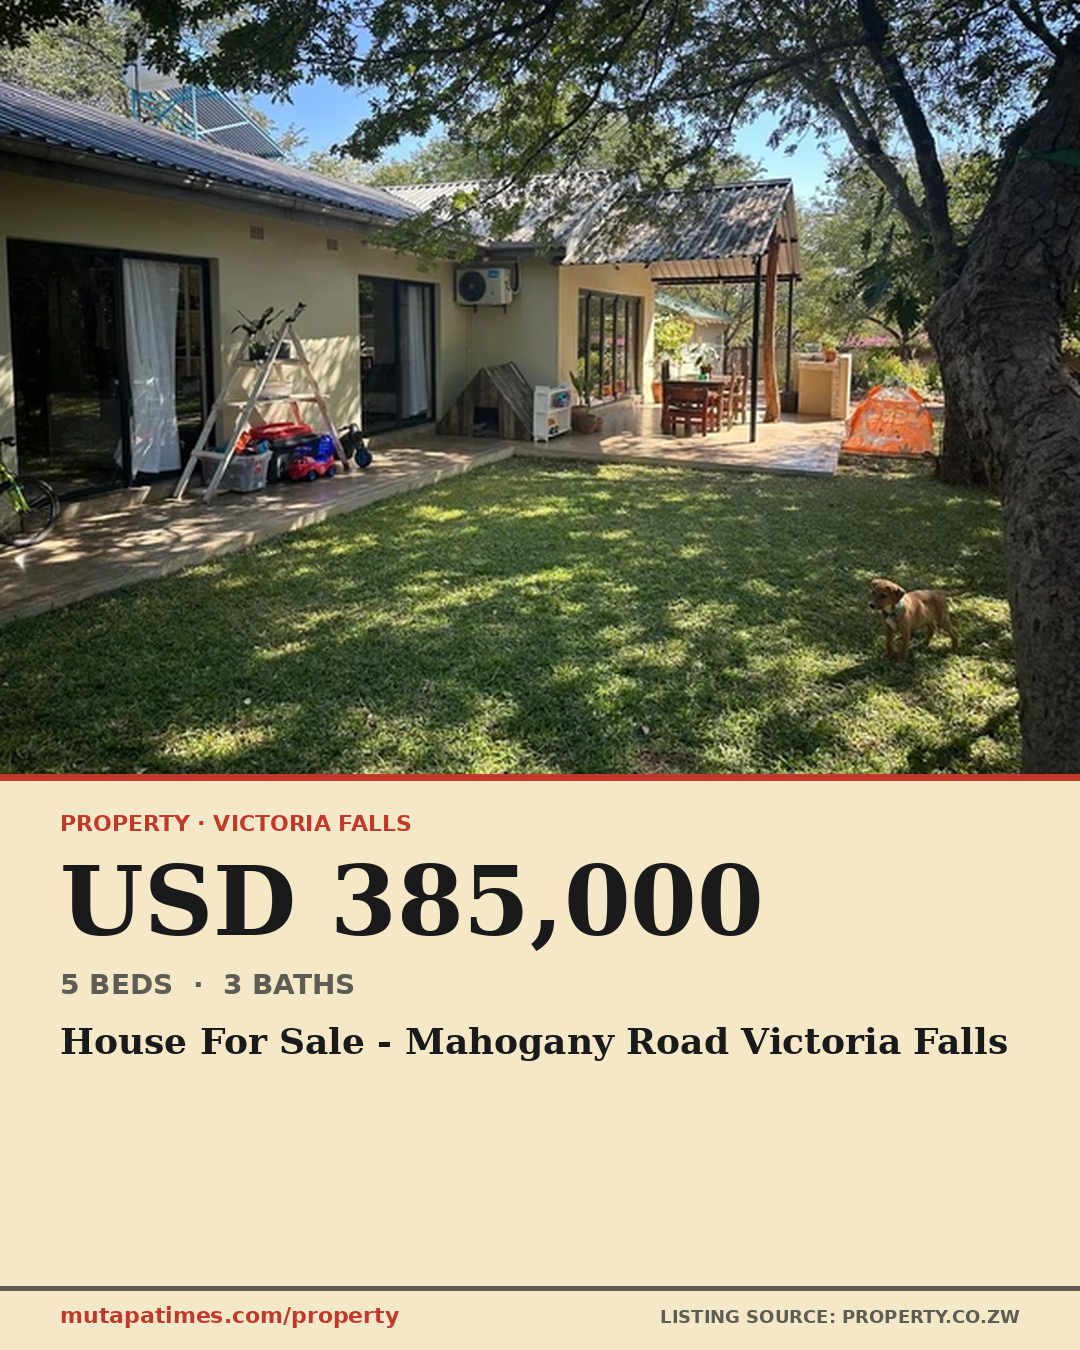 PROPERTY · VICTORIA FALLS
USD 385,000
5 BEDS · 3 BATHS
House For Sale - Mahogany Road Victoria Falls
mutapatimes.com/property
LISTING SOURCE: PROPERTY.CO.ZW